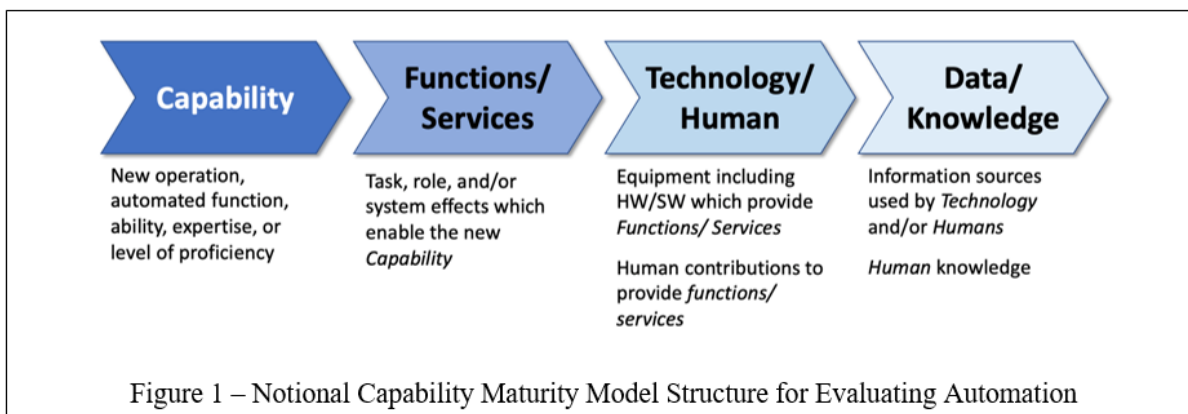 Capability
Functions/
Services
Technology/
Human
Data/
Knowledge
New operation,
automated function,
ability, expertise, or
level of proficiency
Task, role, and/or
system effects which
enable the new
Capability
Equipment including
HW/SW which provide
Functions/ Services
Human contributions to
provide functions/
services
Information sources
used by Technology
and/or Humans
Human knowledge
Figure 1 – Notional Capability Maturity Model Structure for Evaluating Automation